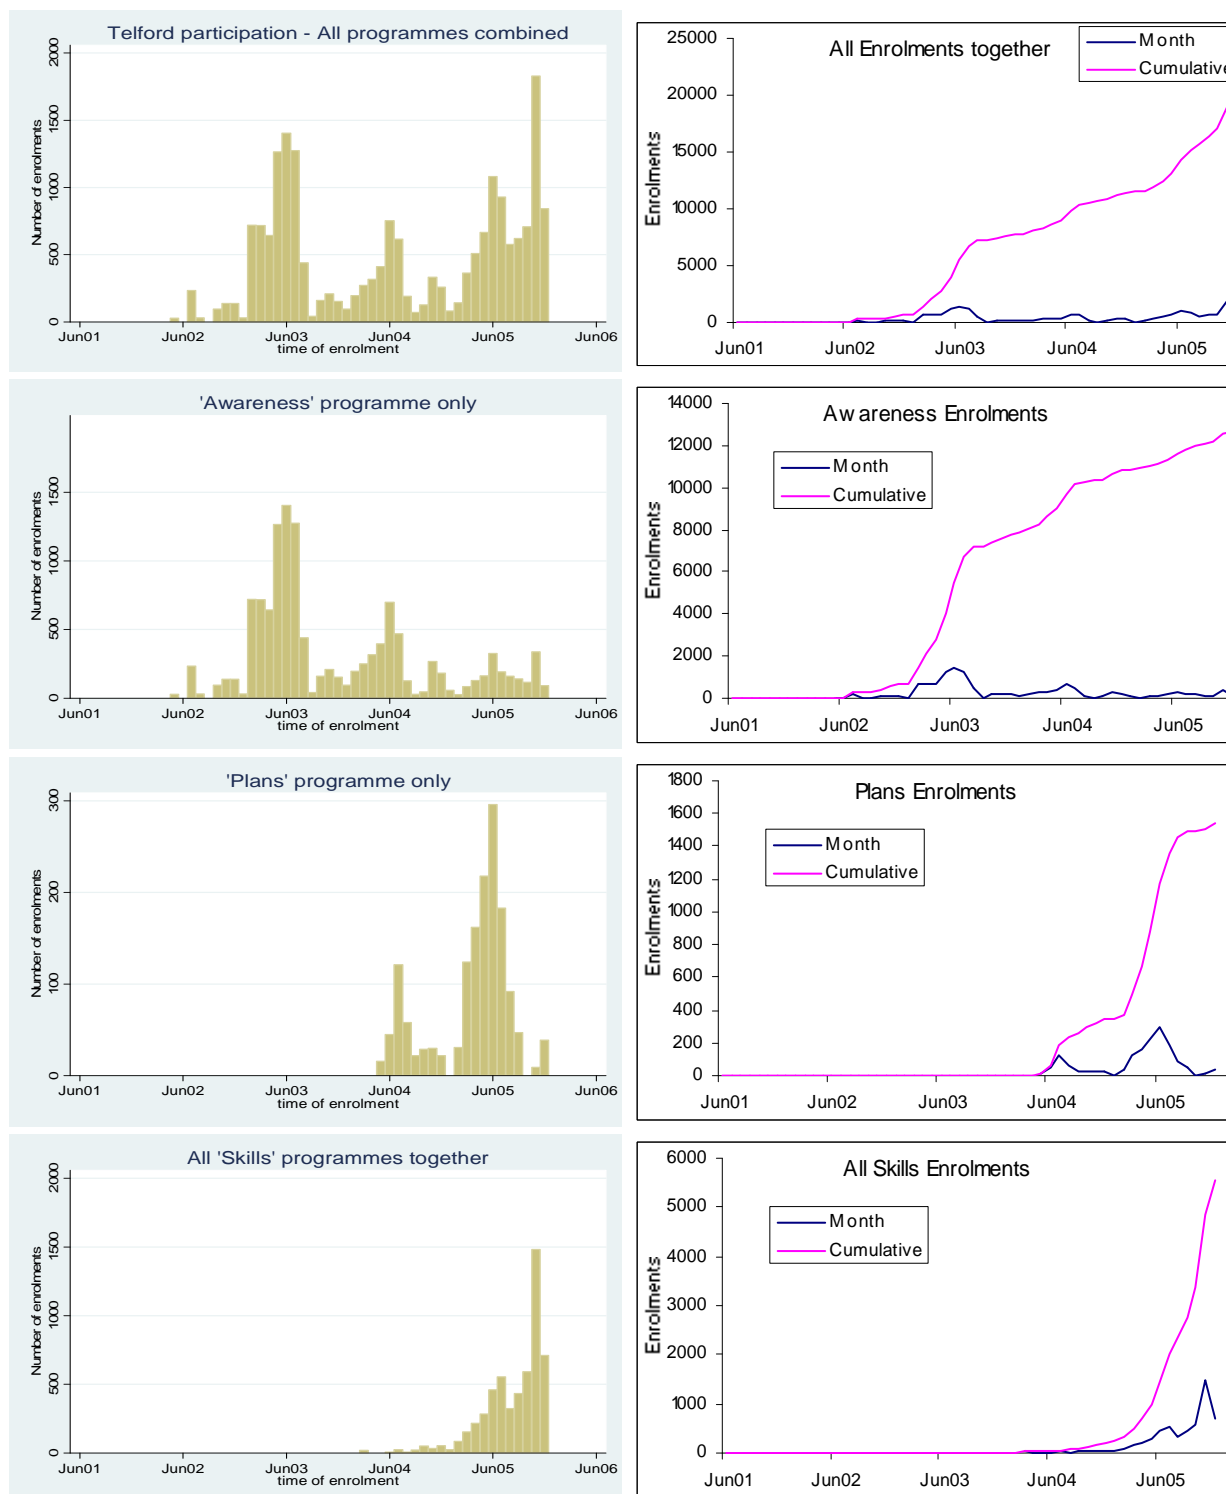 Telford participation - All programmes combined
Number of enrolments
2000
1500
1000
500
0
Jun01 Jun02 Jun03 Jun04 Jun05 Jun06
time of enrolment
All Enrolments together
Month
Cumulative
Enrolments
25000
20000
15000
10000
5000
0
Jun01 Jun02 Jun03 Jun04 Jun05
'Awareness' programme only
Number of enrolments
1500
1000
500
0
Jun01 Jun02 Jun03 Jun04 Jun05 Jun06
time of enrolment
Awareness Enrolments
Month
Cumulative
Enrolments
14000
12000
10000
8000
6000
4000
2000
0
Jun01 Jun02 Jun03 Jun04 Jun05
'Plans' programme only
Number of enrolments
300
200
100
0
Jun01 Jun02 Jun03 Jun04 Jun05 Jun06
time of enrolment
Plans Enrolments
Month
Cumulative
Enrolments
1800
1600
1400
1200
1000
800
600
400
200
0
Jun01 Jun02 Jun03 Jun04 Jun05
All 'Skills' programmes together
Number of enrolments
2000
1500
1000
500
0
Jun01 Jun02 Jun03 Jun04 Jun05 Jun06
time of enrolment
All Skills Enrolments
Month
Cumulative
Enrolments
6000
5000
4000
3000
2000
1000
0
Jun01 Jun02 Jun03 Jun04 Jun05